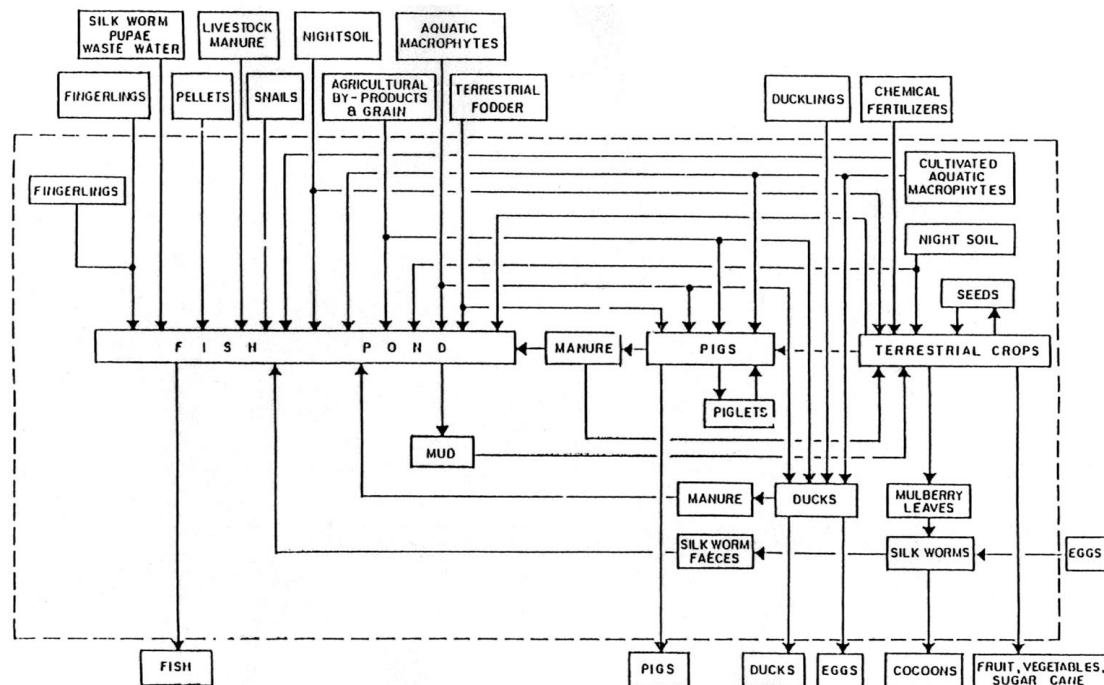 SILK WORM
PUPAE
WASTE WATER
LIVESTOCK
MANURE
NIGHTSOIL
AQUATIC
MACROPHYTES
FINGERLINGS
PELLETS
SNAILS
AGRICULTURAL
BY-PRODUCTS
& GRAIN
TERRESTRIAL
FODDER
DUCKLINGS
CHEMICAL
FERTILIZERS
FINGERLINGS
CULTIVATED
AQUATIC
MACROPHYTES
NIGHT SOIL
SEEDS
FISH POND
MANURE
PIGS
TERRESTRIAL CROPS
PIGLETS
MUD
MANURE
DUCKS
MULBERRY
LEAVES
SILK WORM
FAECES
SILK WORMS
EGGS
FISH
PIGS
DUCKS
EGGS
COCOONS
FRUIT, VEGETABLES,
SUGAR CANE